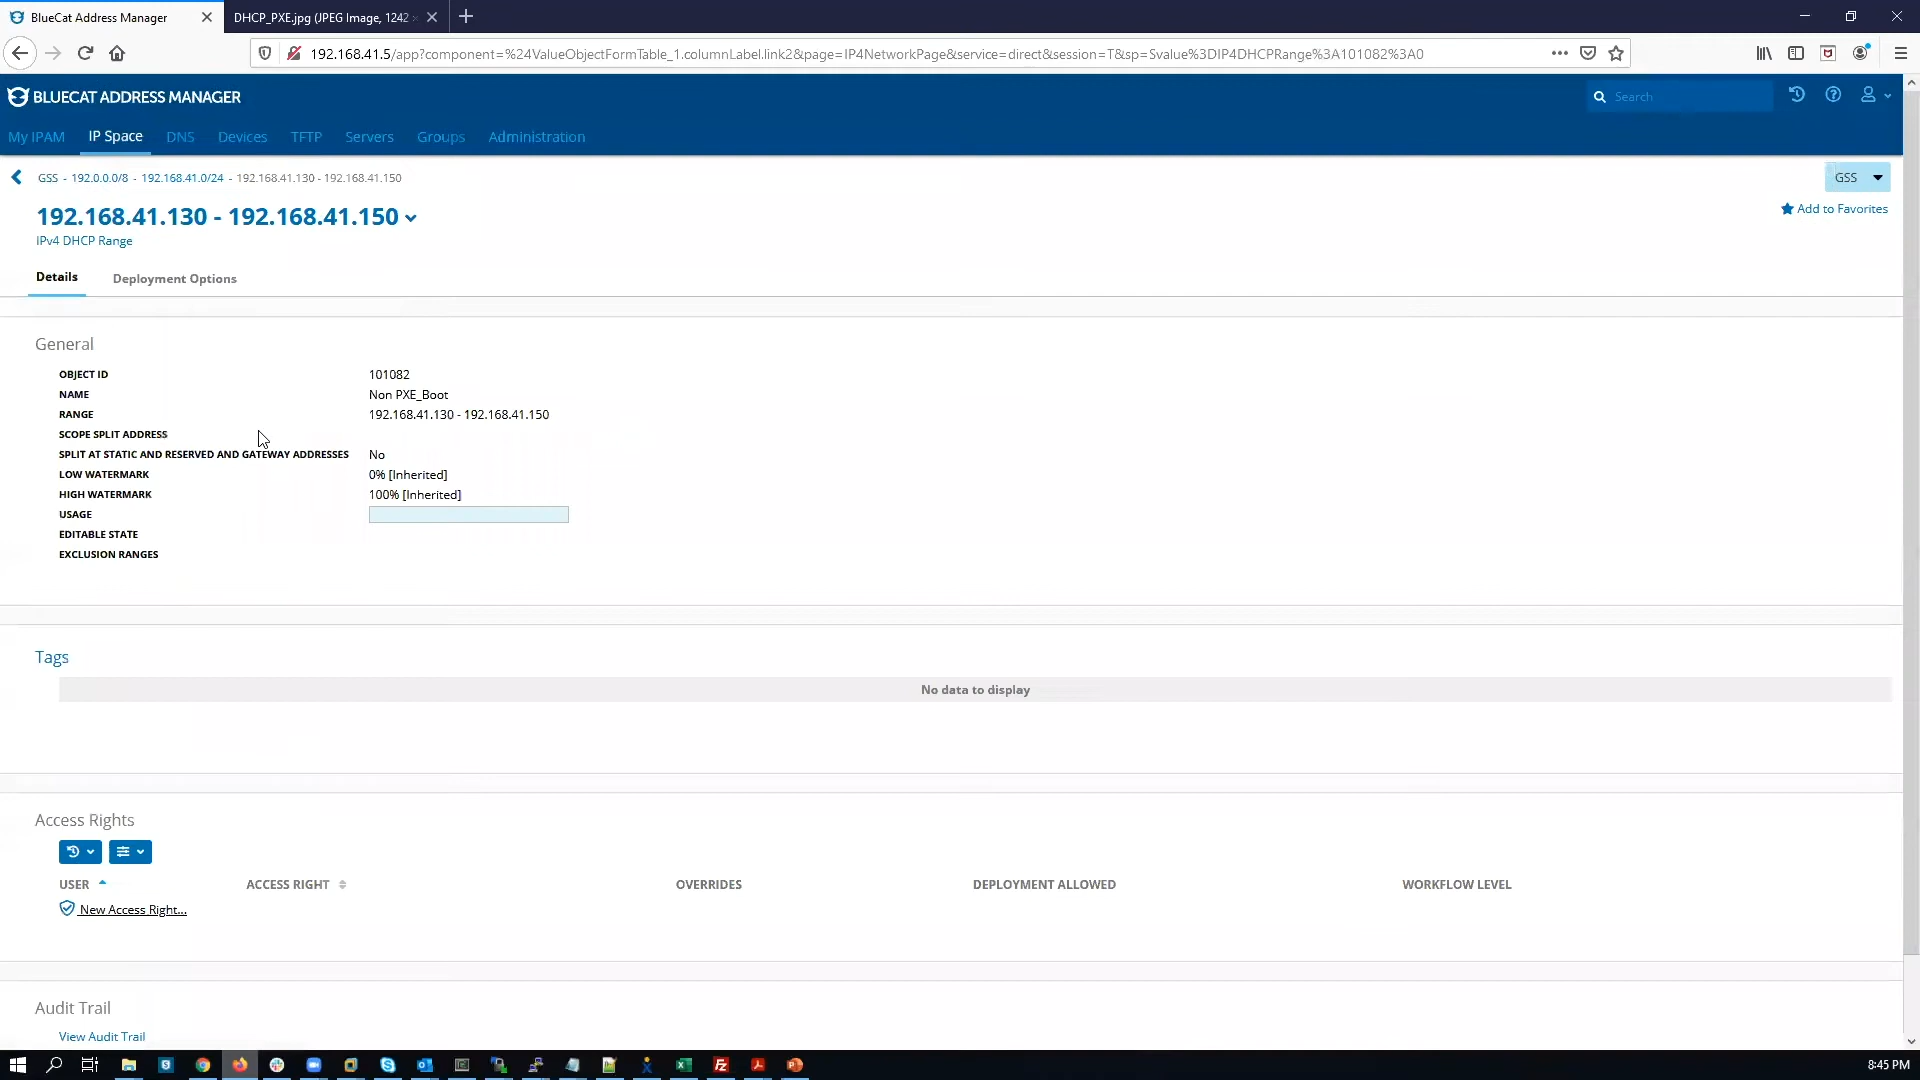 BlueCat Address Manager
DHCP_PXE.jpg (JPEG Image, 1242 ×
192.168.41.5/app?component=%24ValueObjectFormTable_1.columnLabel.link2&page=IP4NetworkPage&service=direct&session=T&sp=Svalue%3DIP4DHCPRange%3A101082%3A0
BLUECAT ADDRESS MANAGER
Search
My IPAM IP Space DNS Devices TFTP Servers Groups Administration
GSS - 192.0.0.0/8 - 192.168.41.0/24 - 192.168.41.130 - 192.168.41.150
GSS
192.168.41.130 - 192.168.41.150
Add to Favorites
IPv4 DHCP Range
Details Deployment Options
General
OBJECT ID 101082
NAME Non PXE_Boot
RANGE 192.168.41.130 - 192.168.41.150
SCOPE SPLIT ADDRESS
SPLIT AT STATIC AND RESERVED AND GATEWAY ADDRESSES No
LOW WATERMARK 0% [Inherited]
HIGH WATERMARK 100% [Inherited]
USAGE
EDITABLE STATE
EXCLUSION RANGES
Tags
No data to display
Access Rights
USER ACCESS RIGHT OVERRIDES DEPLOYMENT ALLOWED WORKFLOW LEVEL
New Access Right...
Audit Trail
View Audit Trail
8:45 PM